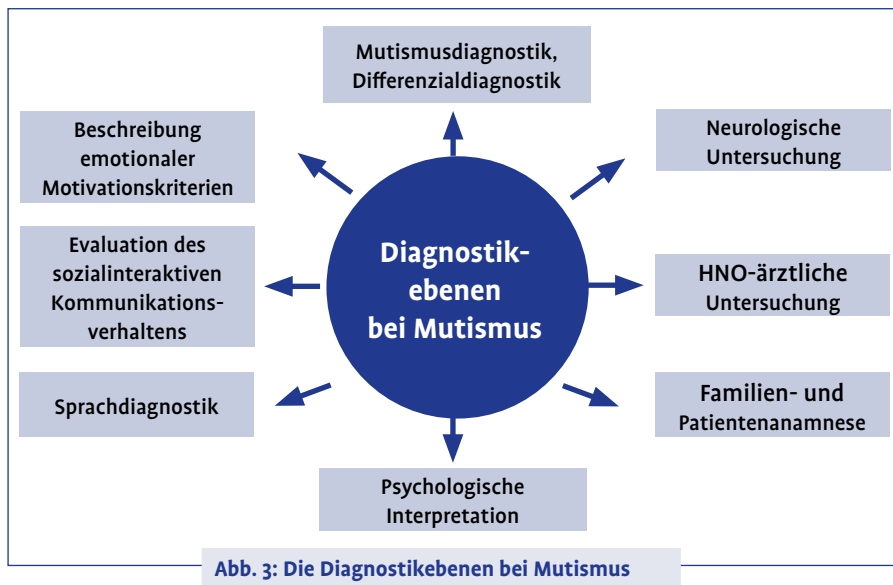 Mutismusdiagnostik,
Differenzialdiagnostik
Neurologische
Untersuchung
HNO-ärztliche
Untersuchung
Familien- und
Patientenanamnese
Psychologische
Interpretation
Sprachdiagnostik
Evaluation des
sozialinteraktiven
Kommunikations-
verhaltens
Beschreibung
emotionaler
Motivationskriterien
Diagnostik-
ebenen
bei Mutismus
Abb. 3: Die Diagnostikebenen bei Mutismus